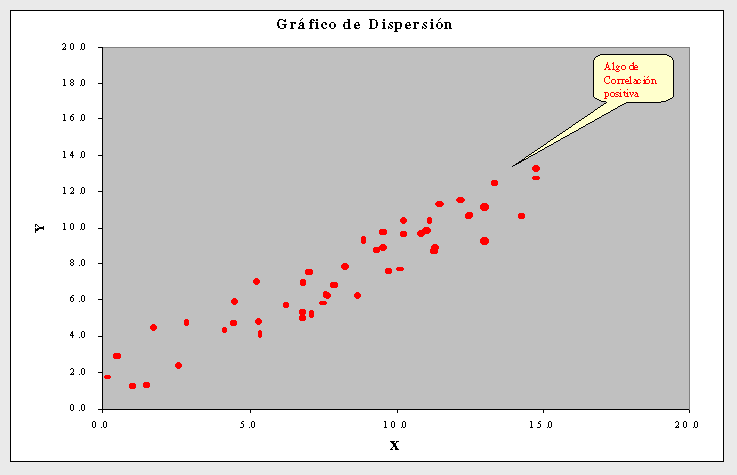 Gráfico de Dispersión
20.0
18.0
16.0
14.0
12.0
10.0
8.0
6.0
4.0
2.0
0.0
Y
Algo de
Correlación
positiva
0.0 5.0 10.0 15.0 20.0
X